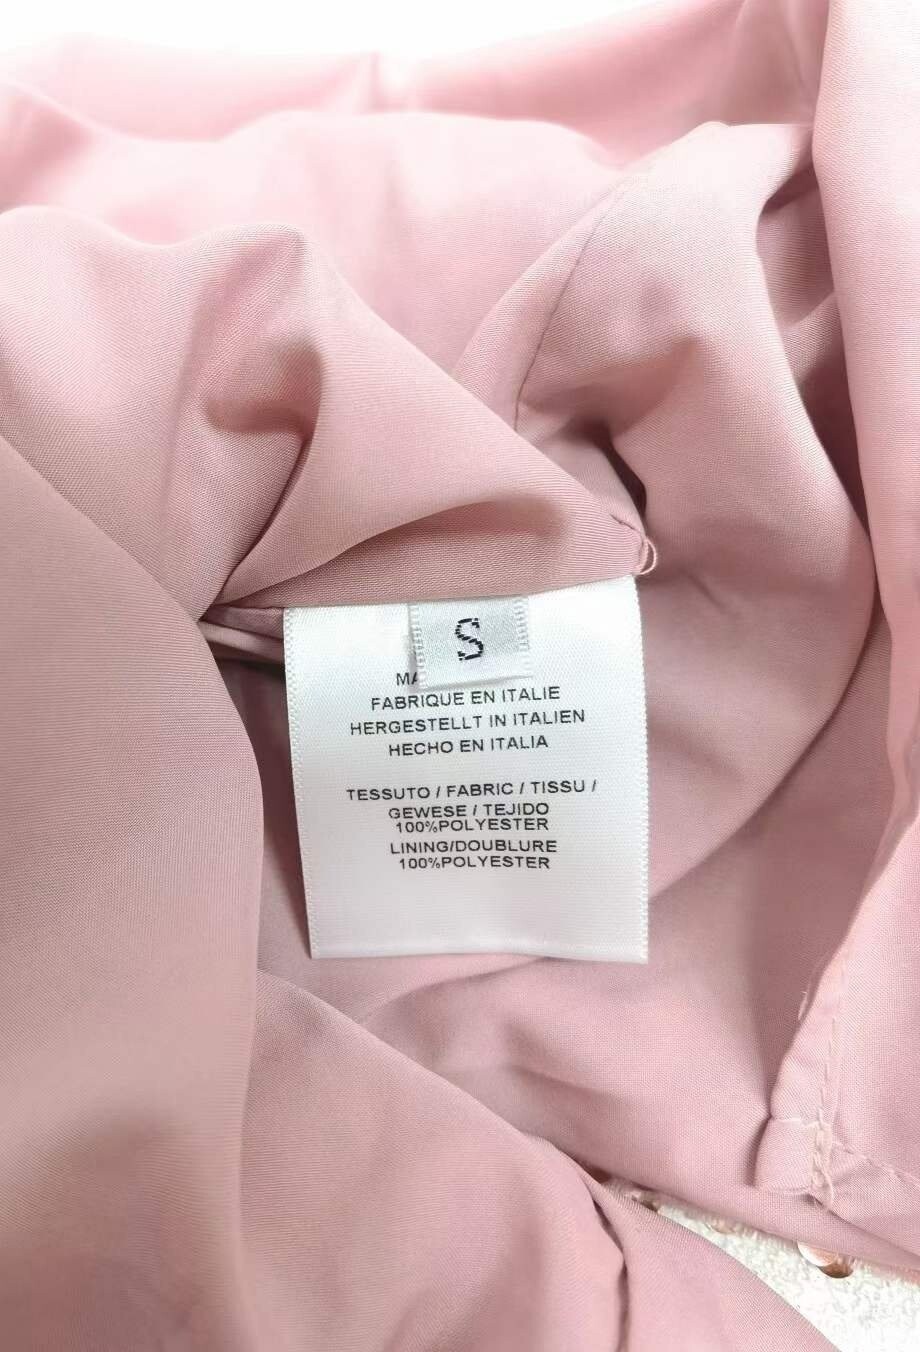 S
MA
FABRIQUE EN ITALIE
HERGESTELLT IN ITALIEN
HECHO EN ITALIA
TESSUTO / FABRIC / TISSU /
GEWESE / TEJIDO
100%POLYESTER
LINING/DOUBLURE
100%POLYESTER